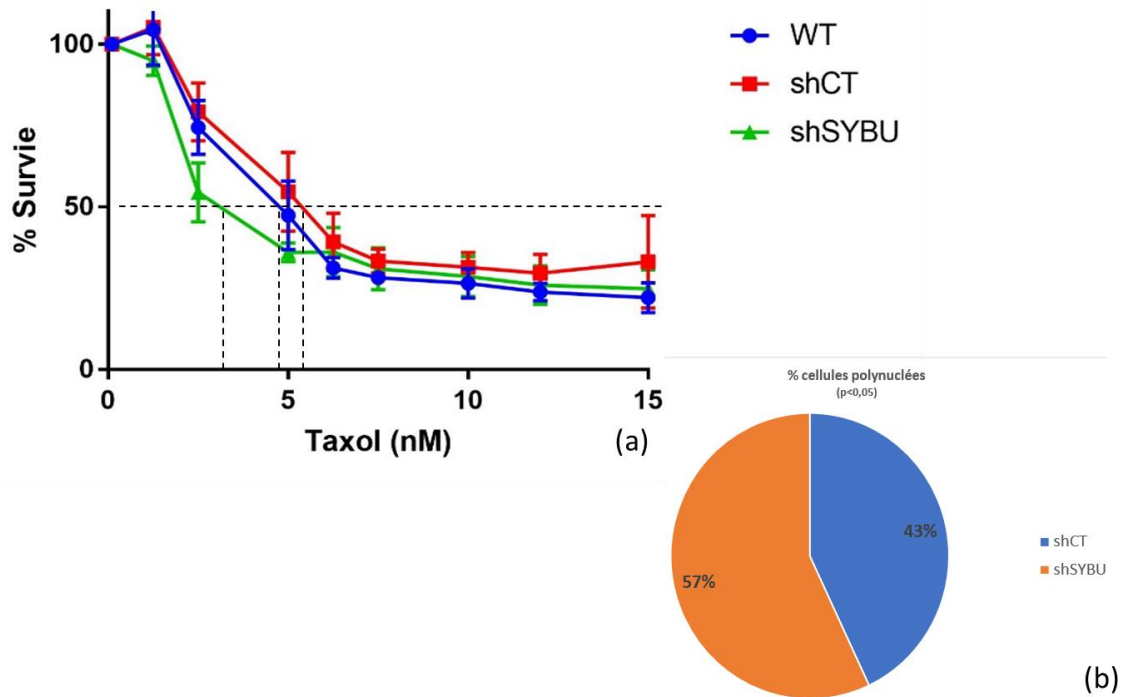 % Survie
100
50
0
0
5
10
15
Taxol (nM)
(a)
WT
shCT
shSYBU
% cellules polynuclées
(p<0,05)
43%
57%
shCT
shSYBU
(b)